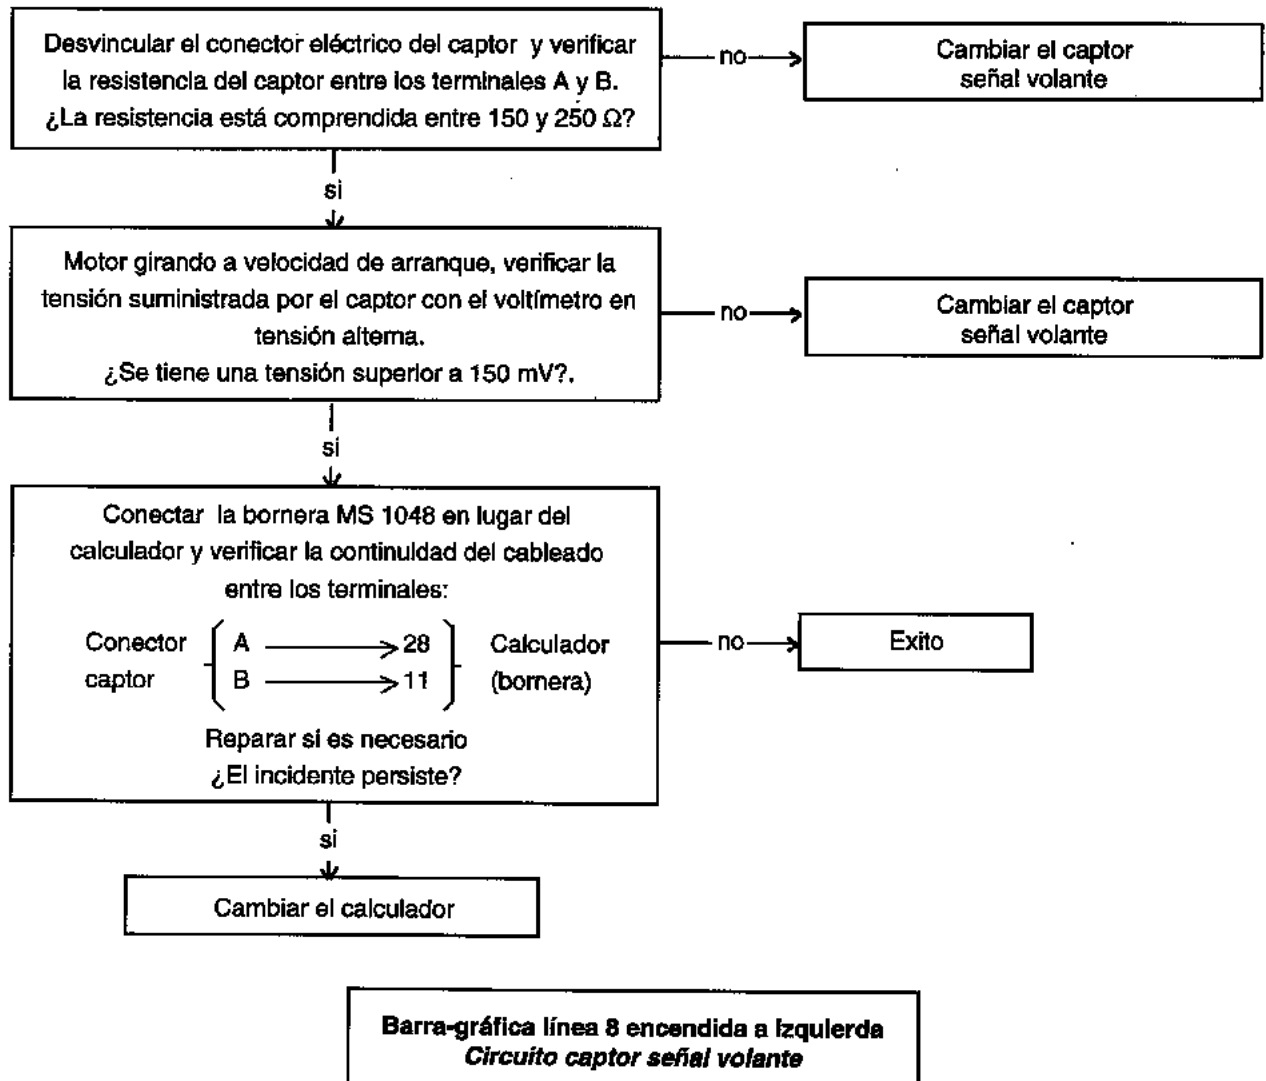 Desvincular el conector eléctrico del captor y verificar
la resistencia del captor entre los terminales A y B.
¿La resistencia está comprendida entre 150 y 250 Ω?
no
Cambiar el captor
señal volante
si
Motor girando a velocidad de arranque, verificar la
tensión suministrada por el captor con el voltímetro en
tensión alterna.
¿Se tiene una tensión superior a 150 mV?.
no
Cambiar el captor
señal volante
si
Conectar la bornera MS 1048 en lugar del
calculador y verificar la continuidad del cableado
entre los terminales:
Conector A 28 Calculador
captor B 11 (bornera)
Reparar si es necesario
¿El incidente persiste?
no
Exito
si
Cambiar el calculador
Barra-gráfica línea 8 encendida a izquierda
Circuito captor señal volante